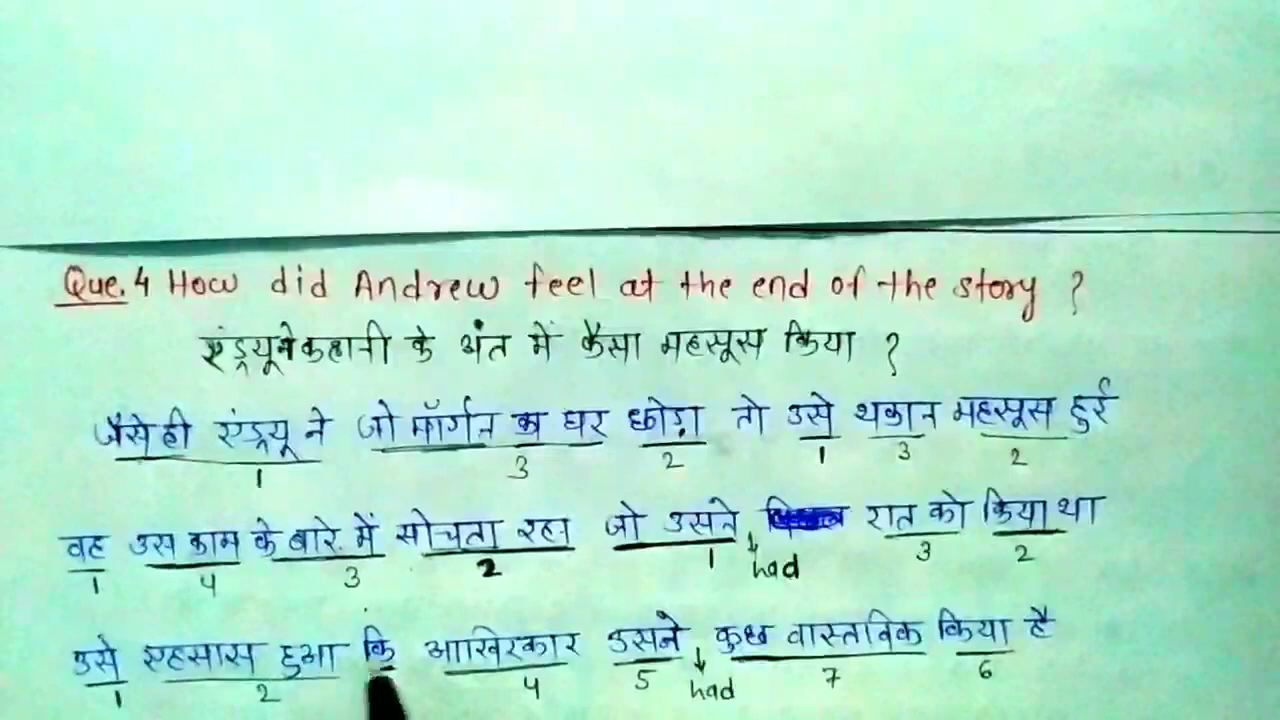 Que. 4 How did Andrew feel at the end of the story ?
एंड्रयू ने कहानी के अंत में कैसा महसूस किया ?
जैसे ही एंड्रयू ने जो मॉर्गन का घर छोड़ा तो उसे थकान महसूस हुई
1 3 2 1 3 2
वह उस काम के बारे में सोचता रहा जो उसने रात को किया था
1 4 3 2 1 had 3 2
उसे एहसास हुआ कि आखिरकार उसने कुछ वास्तविक किया है
1 2 4 5 had 7 6